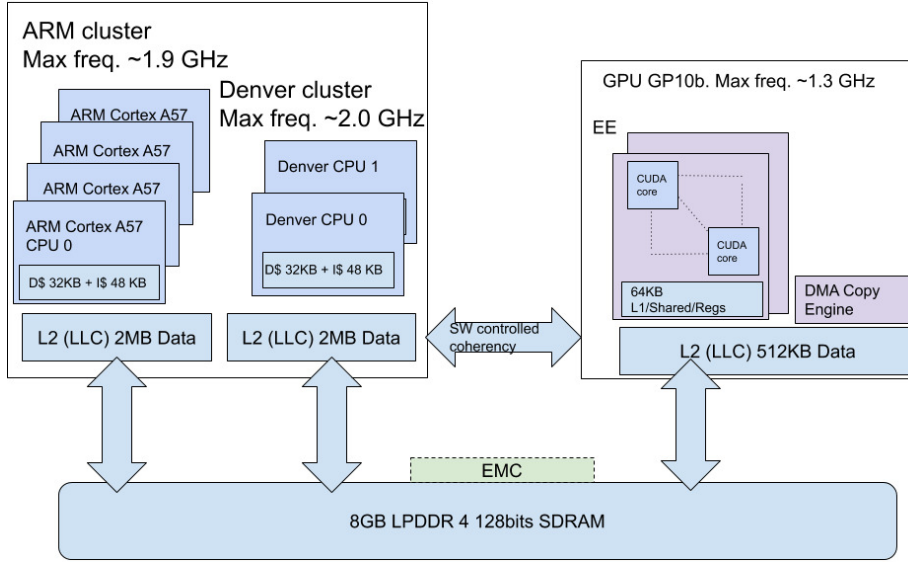 ARM cluster
Max freq. ~1.9 GHz
Denver cluster
Max freq. ~2.0 GHz
ARM Cortex A57
ARM Cortex A57
ARM Cortex A57
ARM Cortex A57
CPU 0
D$ 32KB + I$ 48 KB
Denver CPU 1
Denver CPU 0
D$ 32KB + I$ 48 KB
L2 (LLC) 2MB Data
L2 (LLC) 2MB Data
SW controlled
coherency
GPU GP10b. Max freq. ~1.3 GHz
EE
CUDA
core
CUDA
core
64KB
L1/Shared/Regs
DMA Copy
Engine
L2 (LLC) 512KB Data
EMC
8GB LPDDR 4 128bits SDRAM